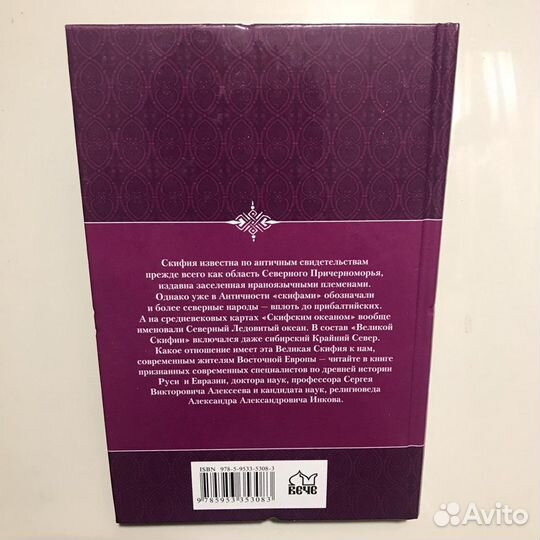 Скифия известна по античным свидетельствам
прежде всего как область Северного Причерноморья,
издавна заселенная ираноязычными племенами.
Однако уже в Античности «скифами» обозначали
и более северные народы — вплоть до прибалтийских.
А на средневековых картах «Скифским океаном» вообще
именовали Северный Ледовитый океан. В состав «Великой
Скифии» включался даже сибирский Крайний Север.
Какое отношение имеет эта Великая Скифия к нам,
современным жителям Восточной Европы — читайте в книге
признанных современных специалистов по древней истории
Руси и Евразии, доктора наук, профессора Сергея
Викторовича Алексеева и кандидата наук, религиоведа
Александра Александровича Инкова.
ISBN 978-5-9533-5308-3
9 785953 353083
ВЕЧЕ
Avito